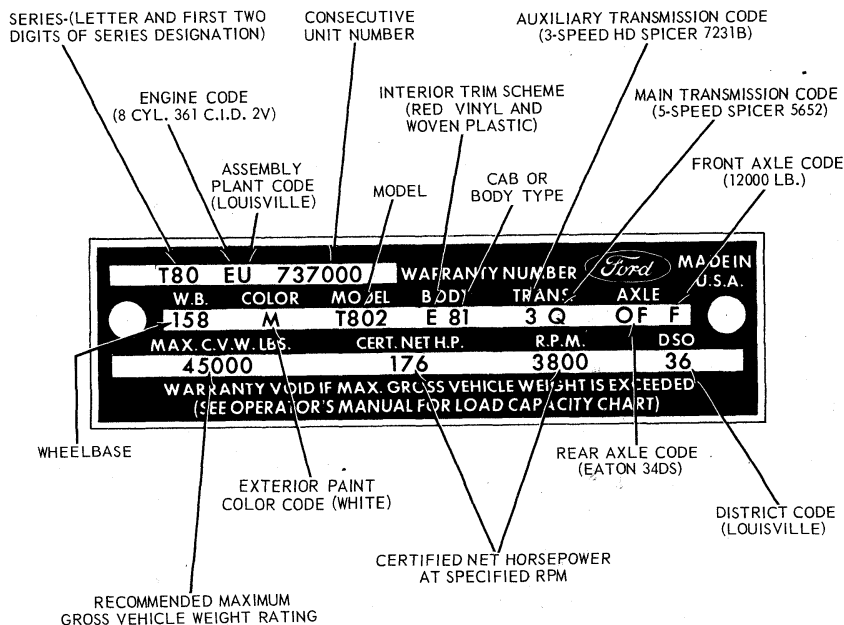 SERIES-(LETTER AND FIRST TWO
DIGITS OF SERIES DESIGNATION)
CONSECUTIVE
UNIT NUMBER
AUXILIARY TRANSMISSION CODE
(3-SPEED HD SPICER 7231B)
ENGINE CODE
(8 CYL. 361 C.I.D. 2V)
INTERIOR TRIM SCHEME
(RED VINYL AND
WOVEN PLASTIC)
MAIN TRANSMISSION CODE
(5-SPEED SPICER 5652)
ASSEMBLY
PLANT CODE
(LOUISVILLE)
MODEL
CAB OR
BODY TYPE
FRONT AXLE CODE
(12000 LB.)
T80 EU 737000 WARRANTY NUMBER Ford MADE IN
U.S.A.
W.B. COLOR MODEL BODY TRANS. AXLE
158 M T802 E 81 3 Q OF F
MAX. G.V.W. LBS. CERT. NET H.P. R.P.M. DSO
45000 176 3800 36
WARRANTY VOID IF MAX. GROSS VEHICLE WEIGHT IS EXCEEDED
(SEE OPERATOR'S MANUAL FOR LOAD CAPACITY CHART)
WHEELBASE
EXTERIOR PAINT
COLOR CODE (WHITE)
REAR AXLE CODE
(EATON 34DS)
DISTRICT CODE
(LOUISVILLE)
CERTIFIED NET HORSEPOWER
AT SPECIFIED RPM
RECOMMENDED MAXIMUM
GROSS VEHICLE WEIGHT RATING